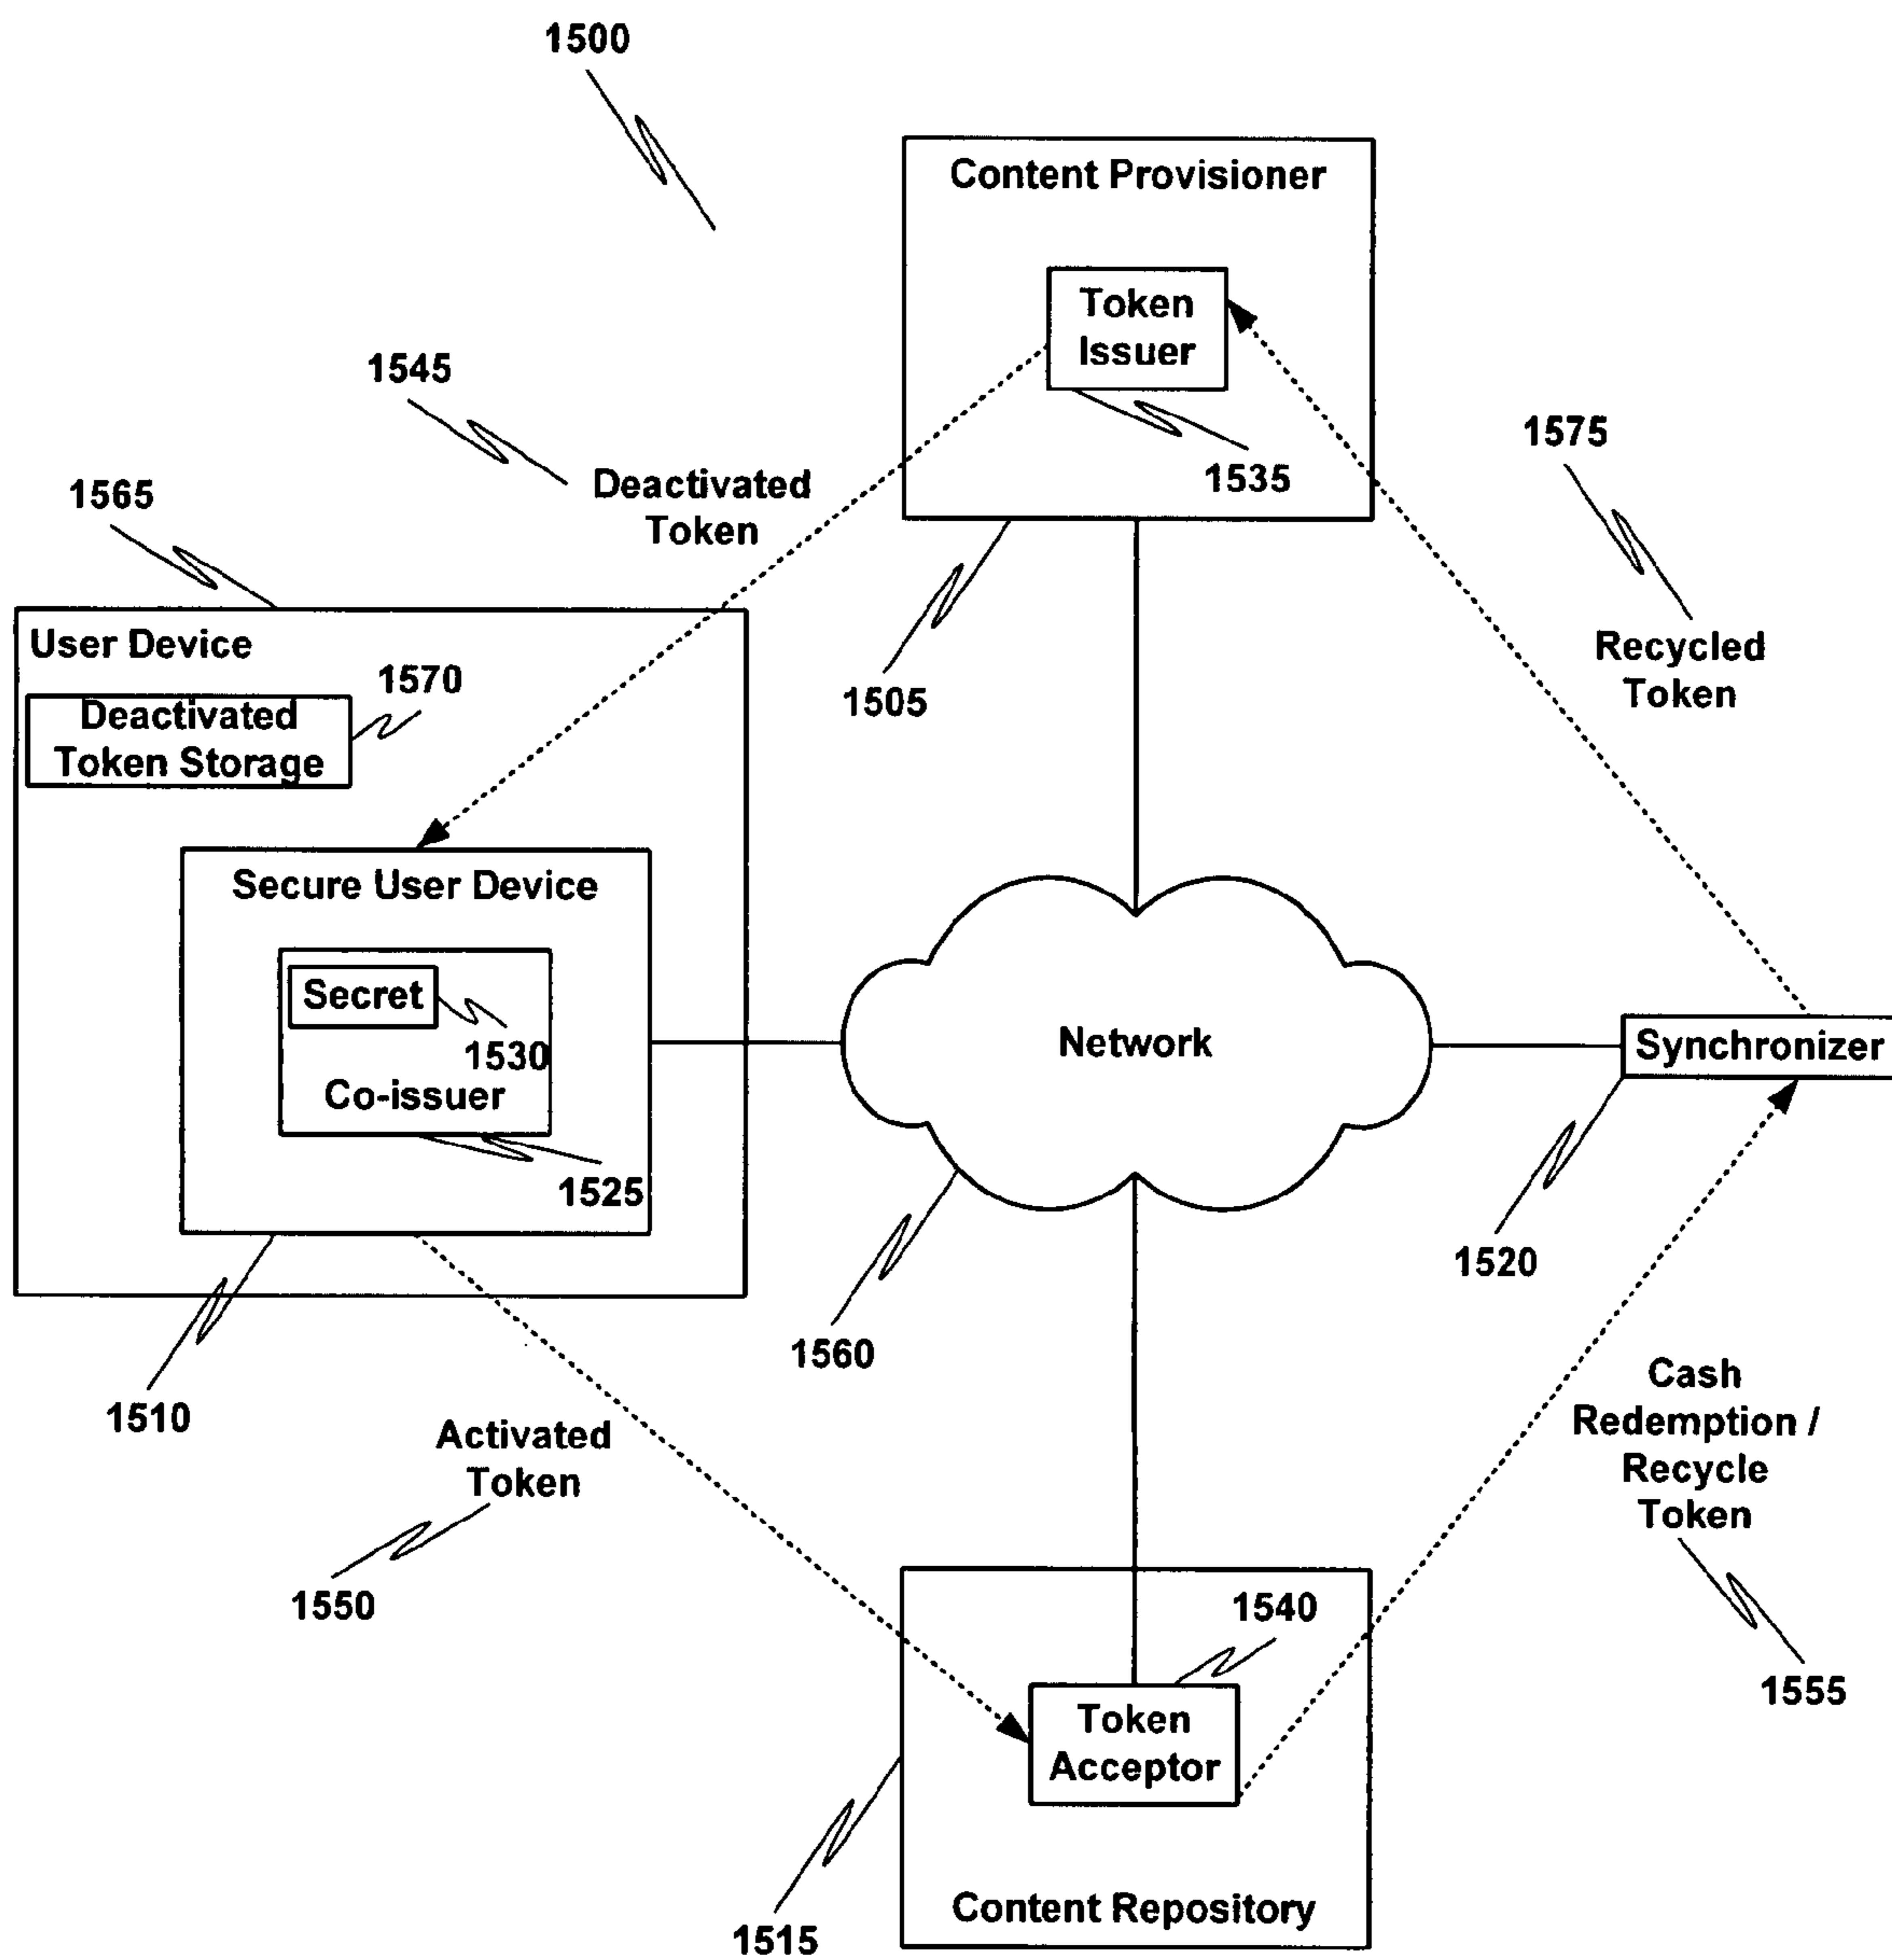 1500
Content Provisioner
Token
Issuer
1535
1545
Deactivated
Token
1575
Recycled
Token
1565
User Device
1570
Deactivated
Token Storage
1505
Secure User Device
Secret
1530
Co-issuer
1525
Network
Synchronizer
1520
1560
1510
Activated
Token
1550
Cash
Redemption /
Recycle
Token
1555
1540
Token
Acceptor
Content Repository
1515